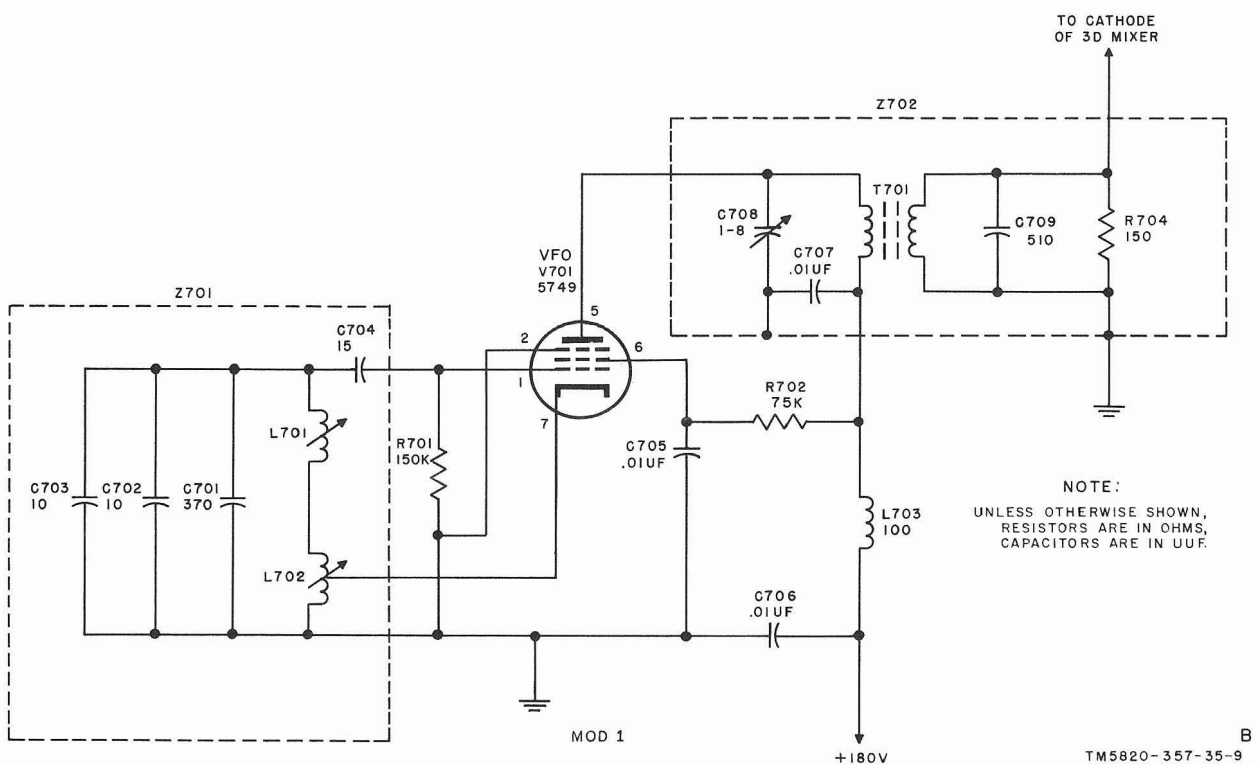 TO CATHODE
OF 3D MIXER
Z702
C708
1-8
C707
.01UF
T701
C709
510
R704
150
VFO
V701
5749
5
2
6
1
7
Z701
C704
15
L701
R701
150K
C703
10
C702
10
C701
370
L702
C705
.01UF
R702
75K
L703
100
C706
.01UF
NOTE:
UNLESS OTHERWISE SHOWN,
RESISTORS ARE IN OHMS,
CAPACITORS ARE IN UUF.
MOD 1
+180V
B
TM5820-357-35-9